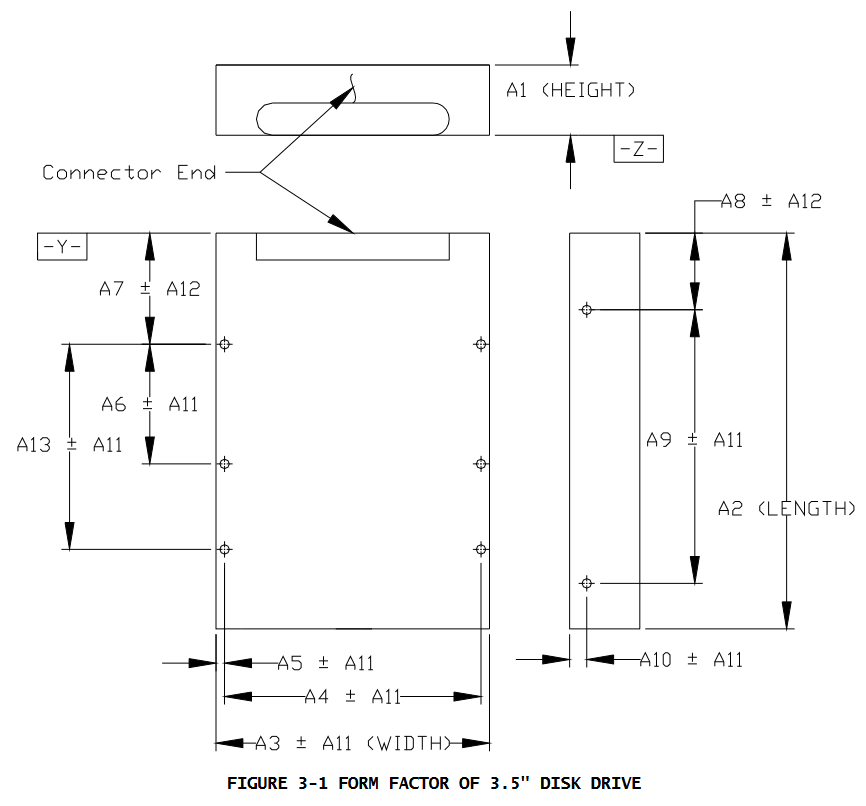 A1 (HEIGHT)
-Z-
Connector End
A8 ± A12
-Y-
A7 ± A12
A6 ± A11
A13 ± A11
A9 ± A11
A2 (LENGTH)
A5 ± A11
A10 ± A11
A4 ± A11
A3 ± A11 (WIDTH)
FIGURE 3-1 FORM FACTOR OF 3.5" DISK DRIVE